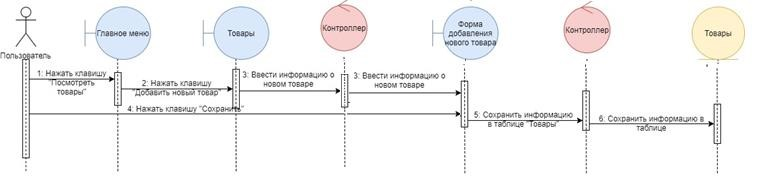 Пользователь
Главное меню
Товары
Контроллер
Форма
добавления
нового товара
Контроллер
Товары
1: Нажать клавишу
"Посмотреть
товары"
2: Нажать клавишу
"Добавить новый товар"
3: Ввести информацию о
новом товаре
3: Ввести информацию о
новом товаре
4: Нажать клавишу "Сохранить"
5: Сохранить информацию
в таблице "Товары"
6: Сохранить информацию в
таблице